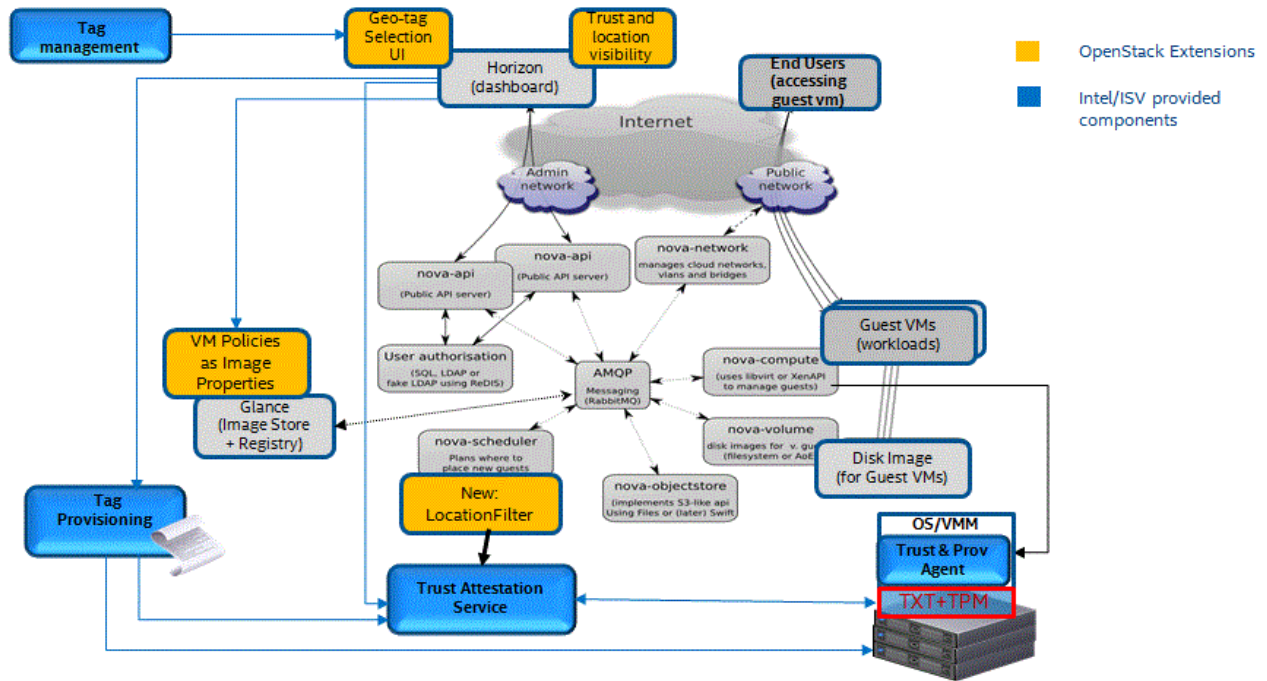 Tag
management
Geo-tag
Selection
UI
Trust and
location
visibility
Horizon
(dashboard)
End Users
(accessing
guest vm)
OpenStack Extensions
Intel/ISV provided
components
Internet
Admin
network
Public
network
nova-api
(Public API server)
nova-api
(Public API server)
nova-network
manages cloud networks,
vlans and bridges
Guest VMs
(workloads)
VM Policies
as Image
Properties
User authorisation
(SQL, LDAP or
fake LDAP using ReDIS)
AMQP
Messaging
(RabbitMQ)
nova-compute
(uses libvirt or XenAPI
to manage guests)
Glance
(Image Store
+ Registry)
nova-scheduler
Plans where to
place new guests
nova-volume
disk images for v. gu
(filesystem or AoE
Disk Image
(for Guest VMs)
New:
LocationFilter
nova-objectstore
(implements S3-like api
Using Files or (later) Swift
Tag
Provisioning
OS/VMM
Trust & Prov
Agent
TXT+TPM
Trust Attestation
Service